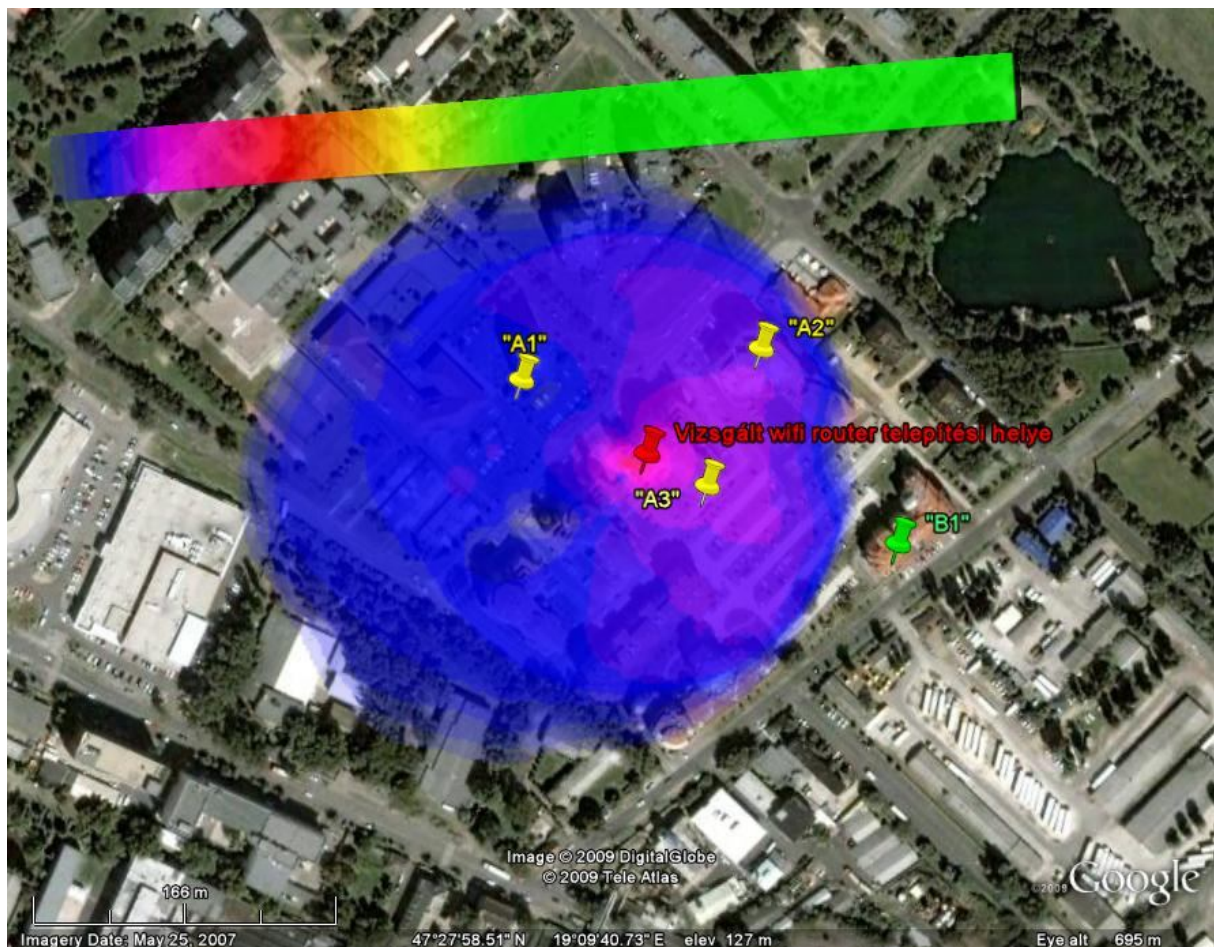 "A1"
"A2"
Vizsgált wifi router telepítési helye
"A3"
"B1"
Image © 2009 DigitalGlobe
© 2009 Tele Atlas
©2009 Google
166 m
Imagery Date: May 25, 2007 47°27'58.51" N 19°09'40.73" E elev 127 m Eye alt 695 m